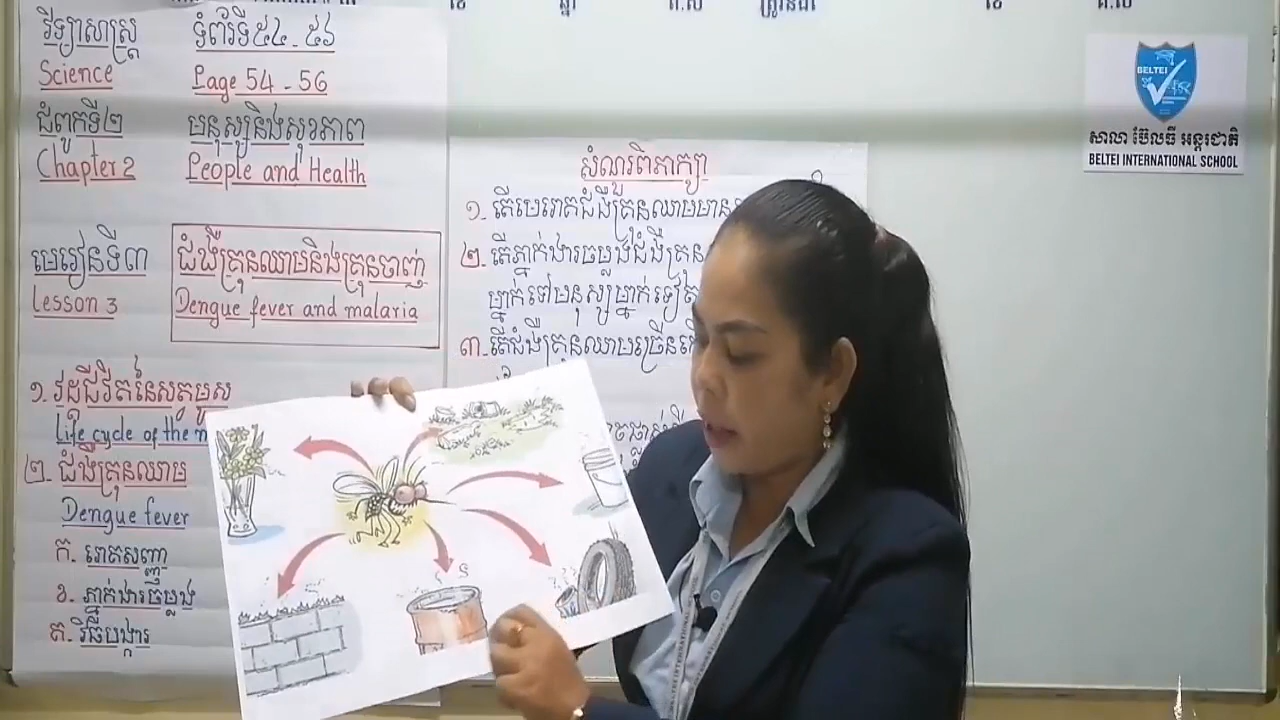 វិទ្យាសាស្ត្រ ទំព័រទី៥៤ - ៥៦
Science Page 54 - 56
ជំពូកទី២ មនុស្សនិងសុខភាព
Chapter 2 People and Health
មេរៀនទី៣ ជំងឺគ្រុនឈាមនិងគ្រុនចាញ់
Lesson 3 Dengue fever and malaria
១. វដ្តជីវិតនៃសត្វមូស
Life cycle of the
២. ជំងឺគ្រុនឈាម
Dengue fever
ក. រោគសញ្ញា
ខ. ភ្នាក់ងារចម្លង
គ. វិធីបង្ការ
សំណួរពិភាក្សា
១. តើមេរោគជំងឺគ្រុនឈាមមាន
២. តើភ្នាក់ងារចម្លងជំងឺគ្រុន
ម្នាក់ទៅមនុស្សម្នាក់ទៀត
៣. តើជំងឺគ្រុនឈាមច្រើន
BELTEI
សាលា ប៊ែលធី អន្តរជាតិ
BELTEI INTERNATIONAL SCHOOL
INTERNATIONAL